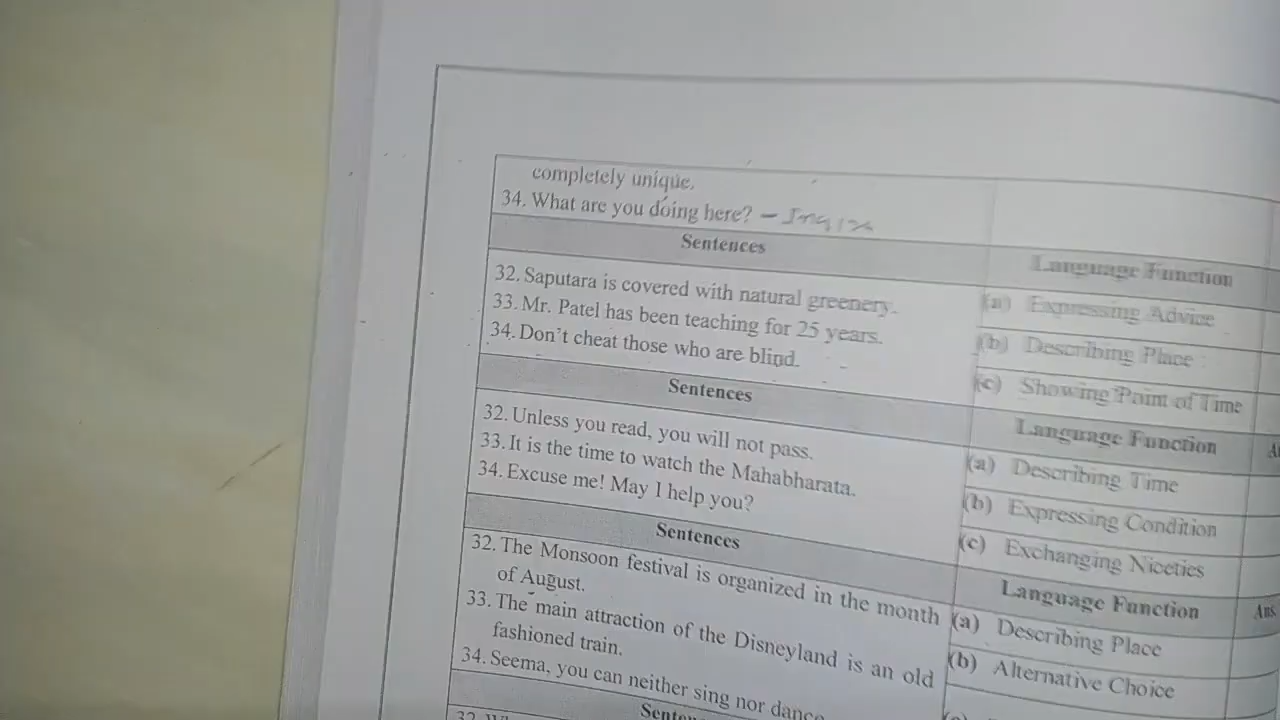 completely unique.
34. What are you doing here? –
Sentences
Language Function
32. Saputara is covered with natural greenery.
(a) Expressing Advice
33. Mr. Patel has been teaching for 25 years.
(b) Describing Place
34. Don't cheat those who are blind.
(c) Showing Point of Time
Sentences
Language Function
32. Unless you read, you will not pass.
(a) Describing Time
33. It is the time to watch the Mahabharata.
(b) Expressing Condition
34. Excuse me! May I help you?
(c) Exchanging Niceties
Sentences
Language Function
Ans
32. The Monsoon festival is organized in the month
of August.
(a) Describing Place
33. The main attraction of the Disneyland is an old
fashioned train.
(b) Alternative Choice
34. Seema, you can neither sing nor dance
32.